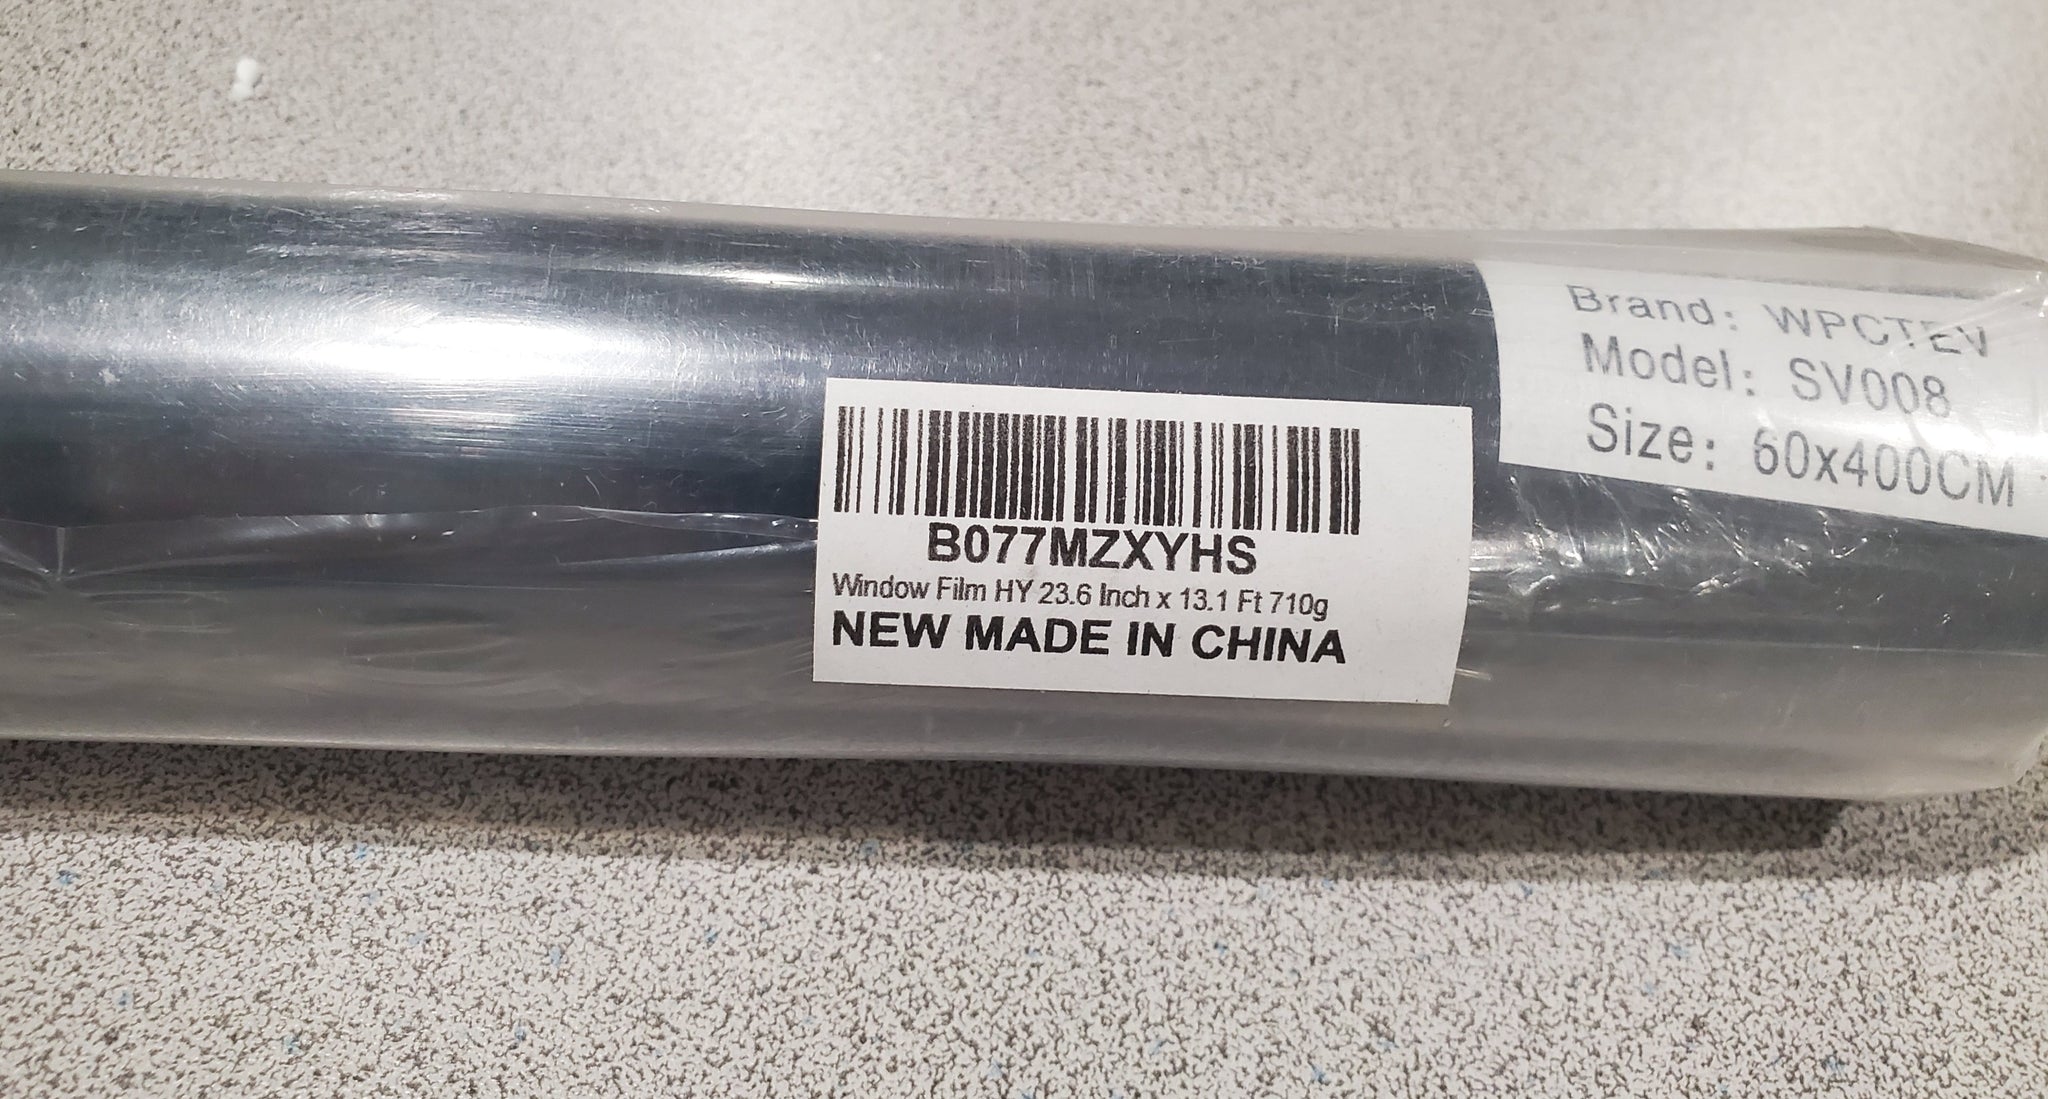 B077MZXYHS
Window Film HY 23.6 Inch x 13.1 Ft 710g
NEW MADE IN CHINA
Brand: WPCTEV
Model: SV008
Size: 60x400CM